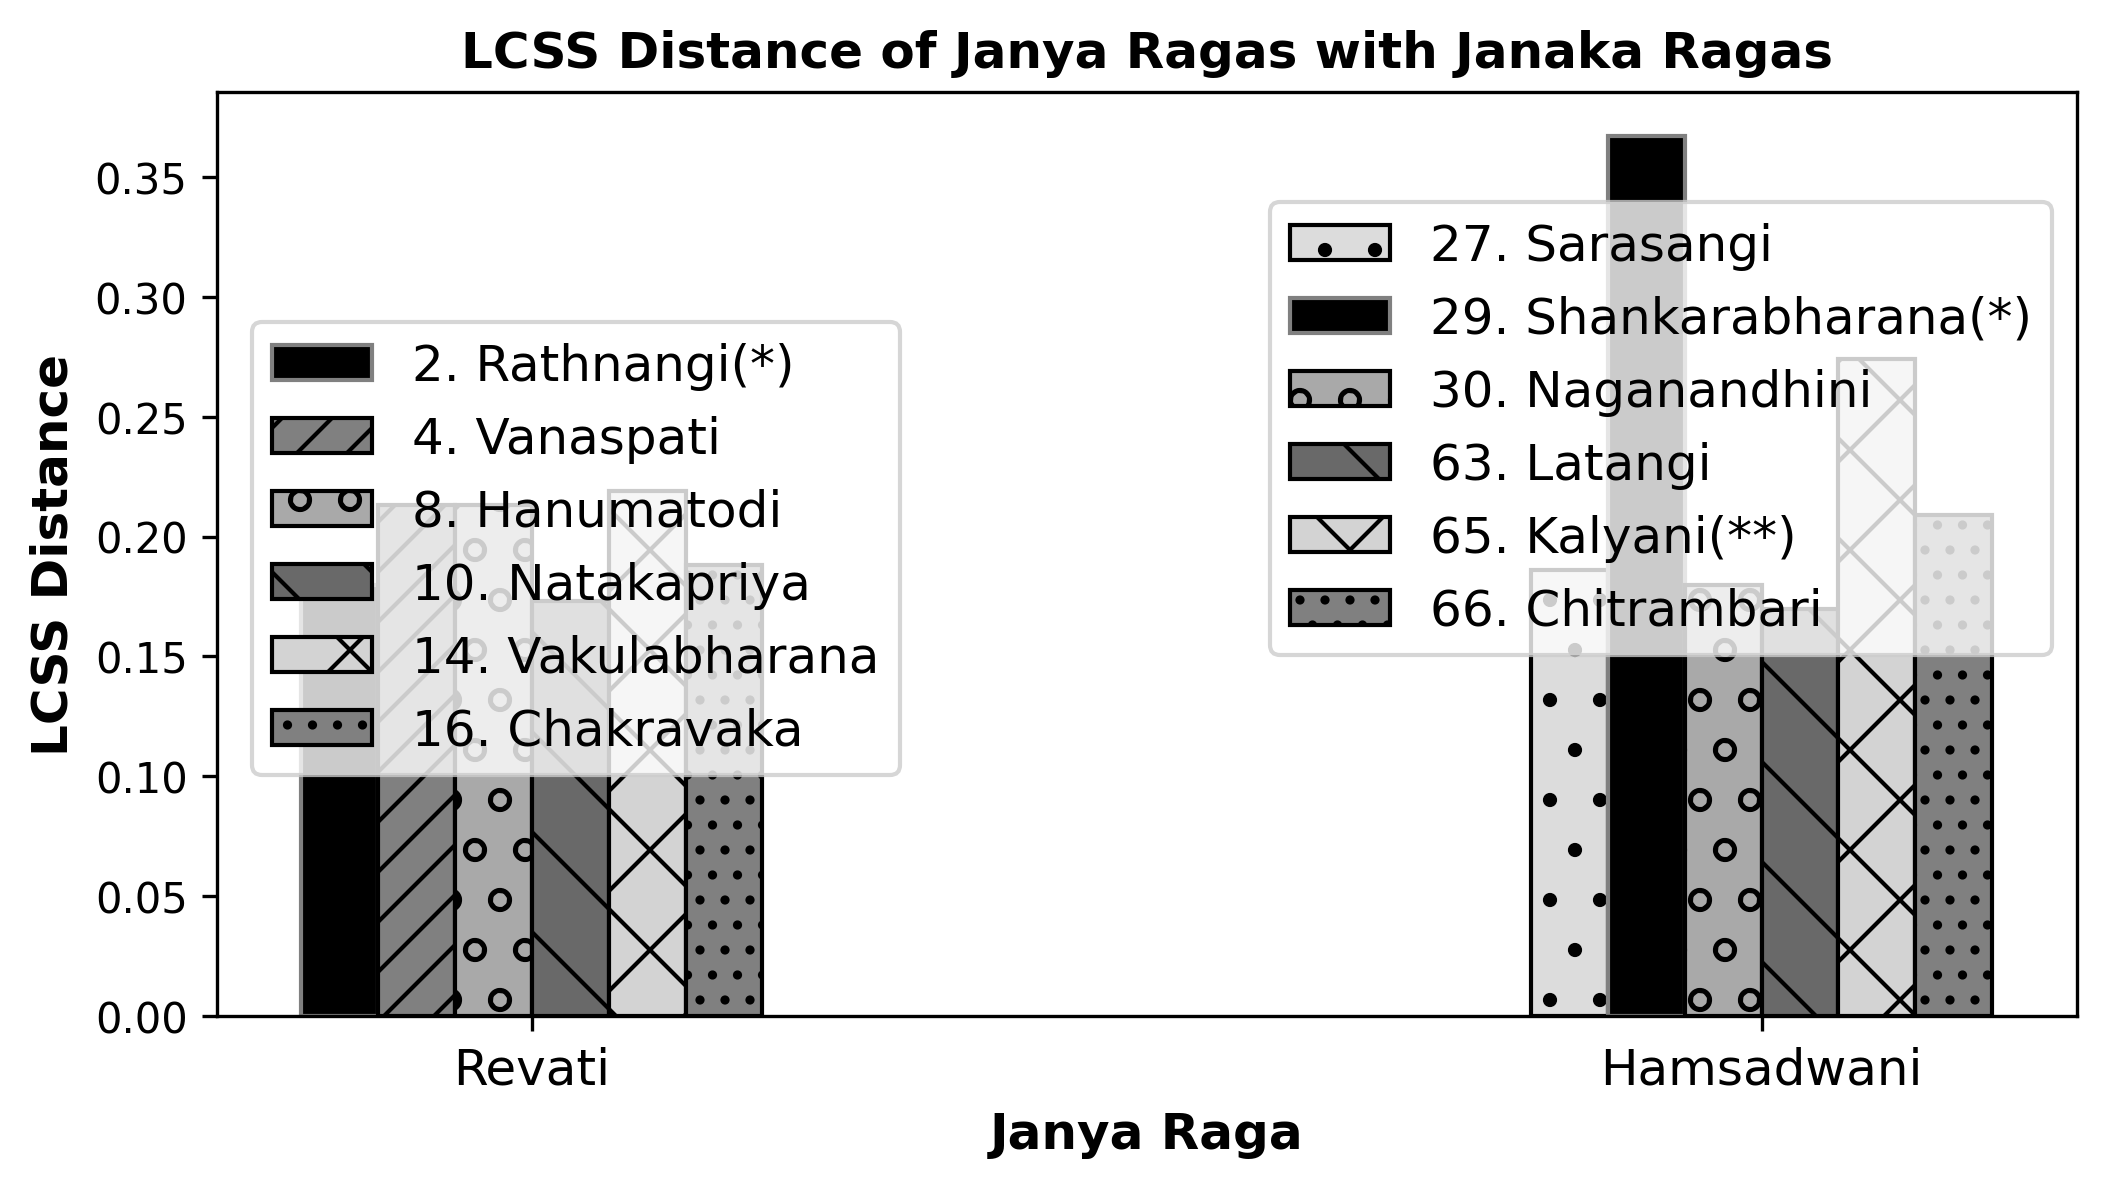 LCSS Distance of Janya Ragas with Janaka Ragas
LCSS Distance
0.35
0.30
0.25
0.20
0.15
0.10
0.05
0.00
2. Rathnangi(*)
4. Vanaspati
8. Hanumatodi
10. Natakapriya
14. Vakulabharana
16. Chakravaka
27. Sarasangi
29. Shankarabharana(*)
30. Naganandhini
63. Latangi
65. Kalyani(**)
66. Chitrambari
Revati
Hamsadwani
Janya Raga